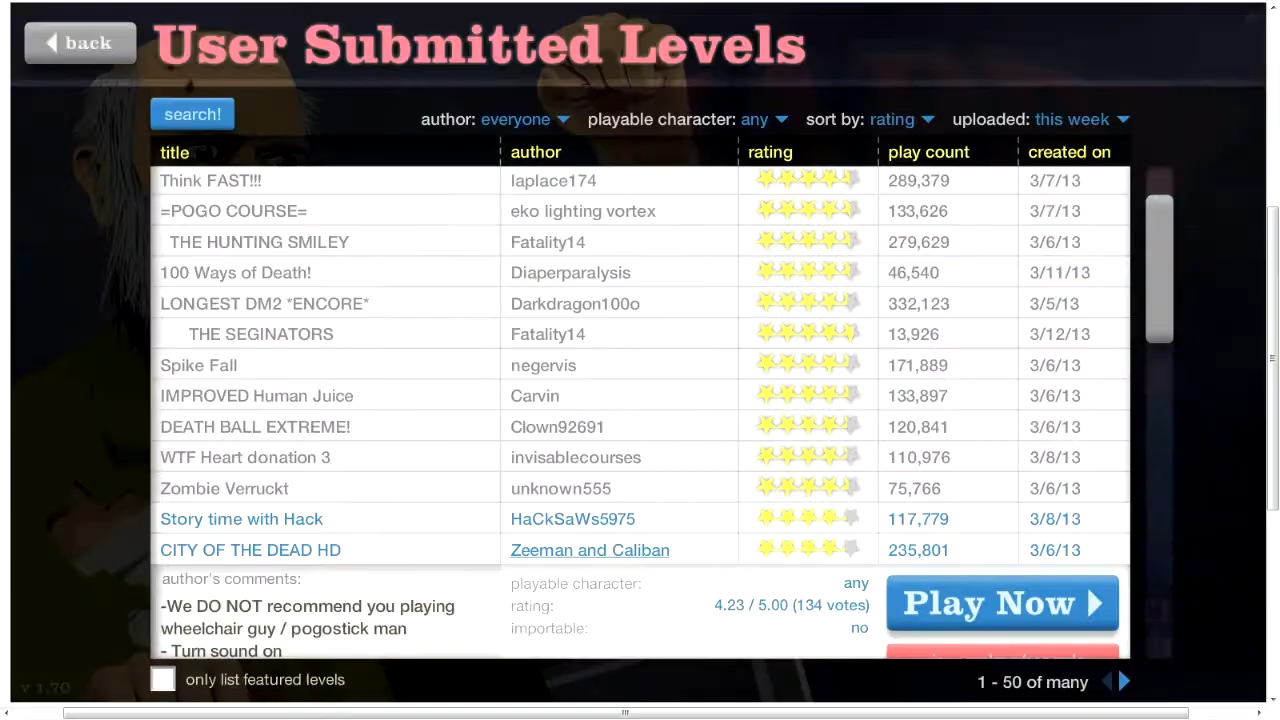 back
User Submitted Levels
search!
author: everyone playable character: any sort by: rating uploaded: this week
title author rating play count created on
Think FAST!!! laplace174 289,379 3/7/13
=POGO COURSE= eko lighting vortex 133,626 3/7/13
THE HUNTING SMILEY Fatality14 279,629 3/6/13
100 Ways of Death! Diaperparalysis 46,540 3/11/13
LONGEST DM2 *ENCORE* Darkdragon100o 332,123 3/5/13
THE SEGINATORS Fatality14 13,926 3/12/13
Spike Fall negervis 171,889 3/6/13
IMPROVED Human Juice Carvin 133,897 3/6/13
DEATH BALL EXTREME! Clown92691 120,841 3/6/13
WTF Heart donation 3 invisablecourses 110,976 3/8/13
Zombie Verruckt unknown555 75,766 3/6/13
Story time with Hack HaCkSaWs5975 117,779 3/8/13
CITY OF THE DEAD HD Zeeman and Caliban 235,801 3/6/13
author's comments: playable character: any
-We DO NOT recommend you playing rating: 4.23 / 5.00 (134 votes) Play Now
wheelchair guy / pogostick man importable: no
- Turn sound on
only list featured levels 1 - 50 of many
v 1.70